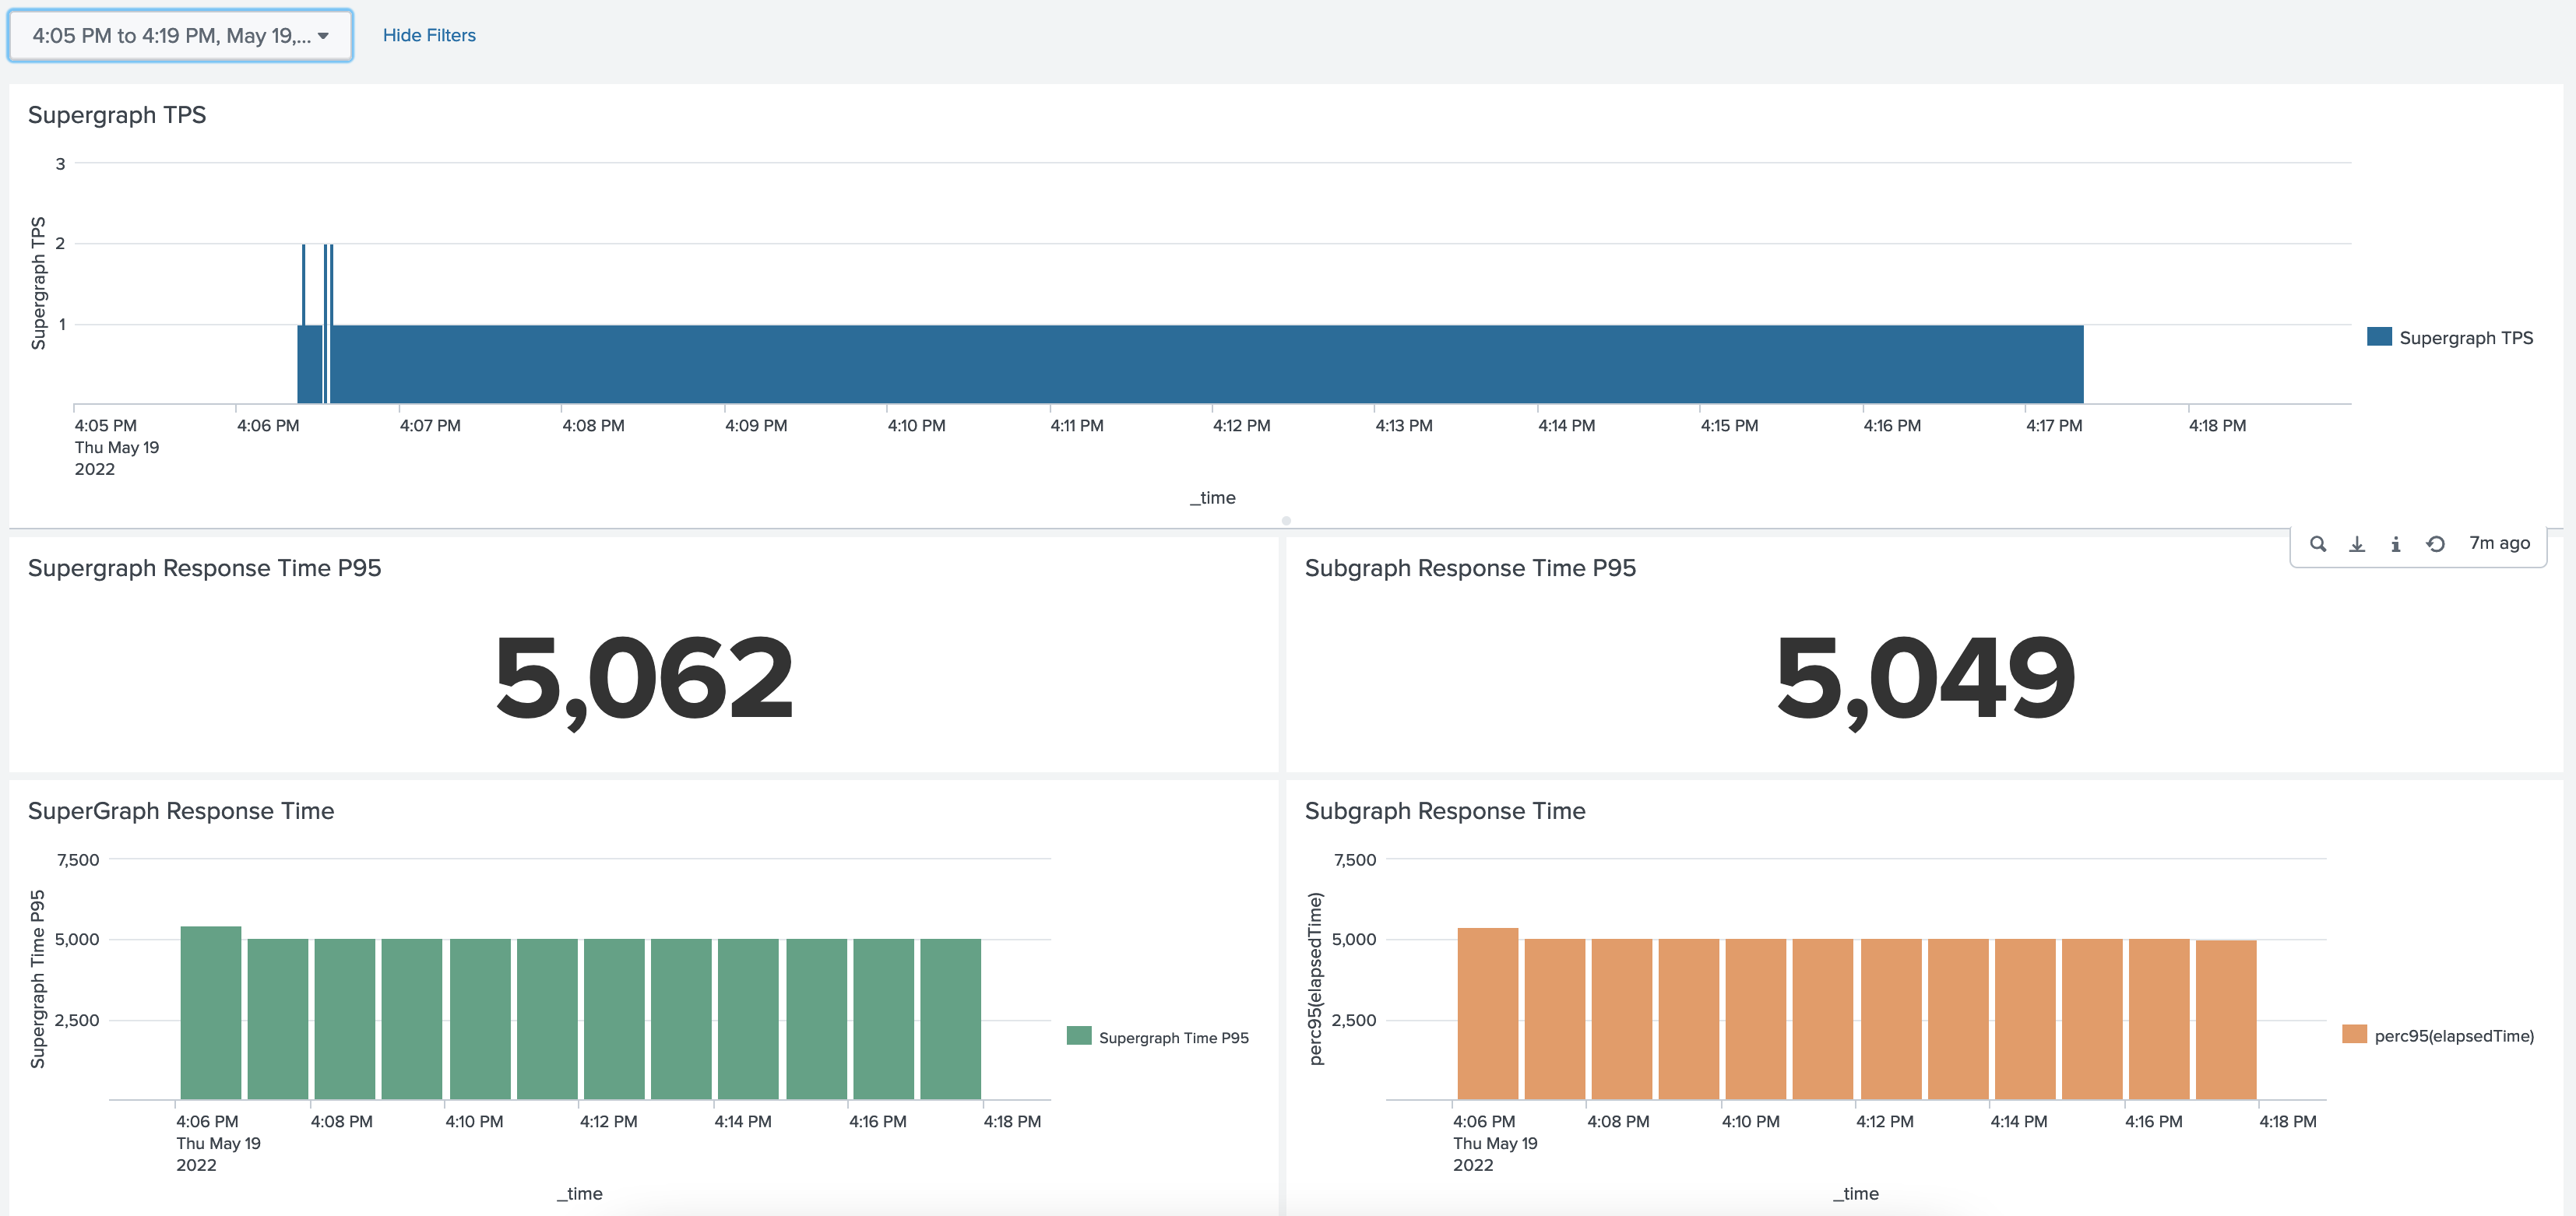 4:05 PM to 4:19 PM, May 19,...
Hide Filters
Supergraph TPS
3
2
1
Supergraph TPS
4:05 PM
Thu May 19
2022
4:06 PM
4:07 PM
4:08 PM
4:09 PM
4:10 PM
4:11 PM
4:12 PM
4:13 PM
4:14 PM
4:15 PM
4:16 PM
4:17 PM
4:18 PM
_time
Supergraph TPS
7m ago
Supergraph Response Time P95
5,062
Subgraph Response Time P95
5,049
SuperGraph Response Time
7,500
5,000
2,500
Supergraph Time P95
4:06 PM
Thu May 19
2022
4:08 PM
4:10 PM
4:12 PM
4:14 PM
4:16 PM
4:18 PM
_time
Supergraph Time P95
Subgraph Response Time
7,500
5,000
2,500
perc95(elapsedTime)
4:06 PM
Thu May 19
2022
4:08 PM
4:10 PM
4:12 PM
4:14 PM
4:16 PM
4:18 PM
_time
perc95(elapsedTime)